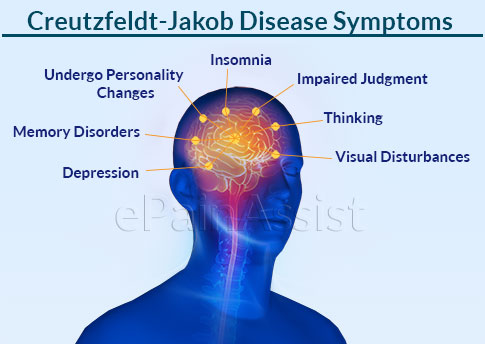 Creutzfeldt-Jakob Disease Symptoms
Insomnia
Undergo Personality
Changes
Impaired Judgment
Thinking
Memory Disorders
Visual Disturbances
Depression
ePainAssist